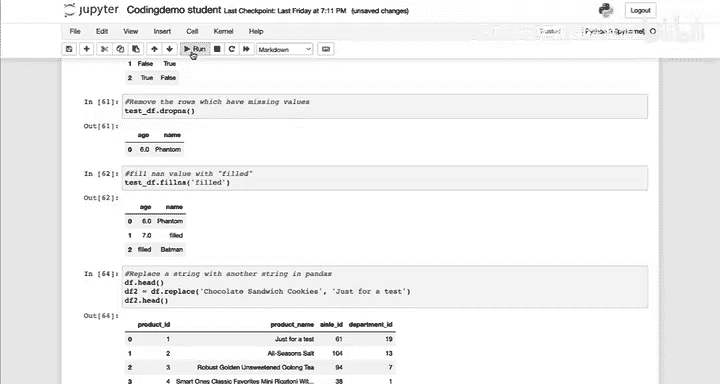 jupyter Codingdemo student Last Checkpoint: Last Friday at 7:11 PM (unsaved changes) Logout
File Edit View Insert Cell Kernel Help Trusted
Run Markdown
1 False True
2 True False
In [61]: #Remove the rows which have missing values
test_df.dropna()
Out[61]:
age name
0 6.0 Phantom
In [62]: #fill nan value with "filled"
test_df.fillna('filled')
Out[62]:
age name
0 6.0 Phantom
1 7.0 filled
2 filled Batman
In [64]: #Replace a string with another string in pandas
df.head()
df2 = df.replace('Chocolate Sandwich Cookies', 'Just for a test')
df2.head()
Out[64]:
product_id product_name aisle_id department_id
0 1 Just for a test 61 19
1 2 All-Seasons Salt 104 13
2 3 Robust Golden Unsweetened Oolong Tea 94 7
3 4 Smart Ones Classic Favorites Mini Rigatoni Wit... 38 1